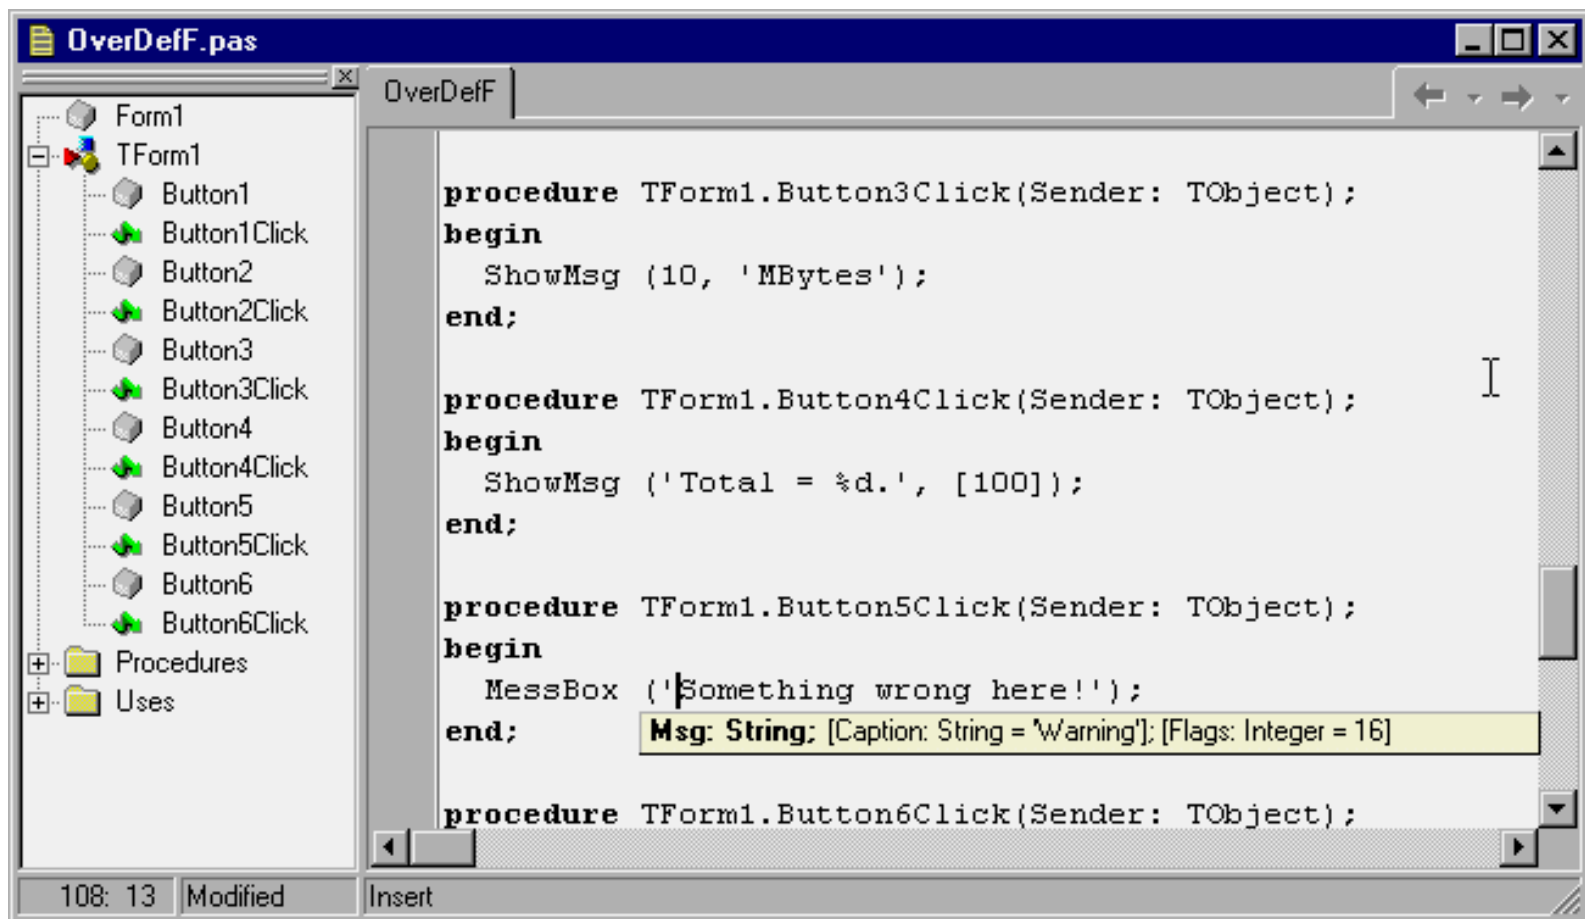 OverDefF.pas
Form1
TForm1
Button1
Button1Click
Button2
Button2Click
Button3
Button3Click
Button4
Button4Click
Button5
Button5Click
Button6
Button6Click
Procedures
Uses
OverDefF
procedure TForm1.Button3Click(Sender: TObject);
begin
  ShowMsg (10, 'MBytes');
end;
procedure TForm1.Button4Click(Sender: TObject);
begin
  ShowMsg ('Total = %d.', [100]);
end;
procedure TForm1.Button5Click(Sender: TObject);
begin
  MessBox ('Something wrong here!');
end;
Msg: String; [Caption: String = 'Warning']; [Flags: Integer = 16]
procedure TForm1.Button6Click(Sender: TObject);
108: 13 Modified Insert